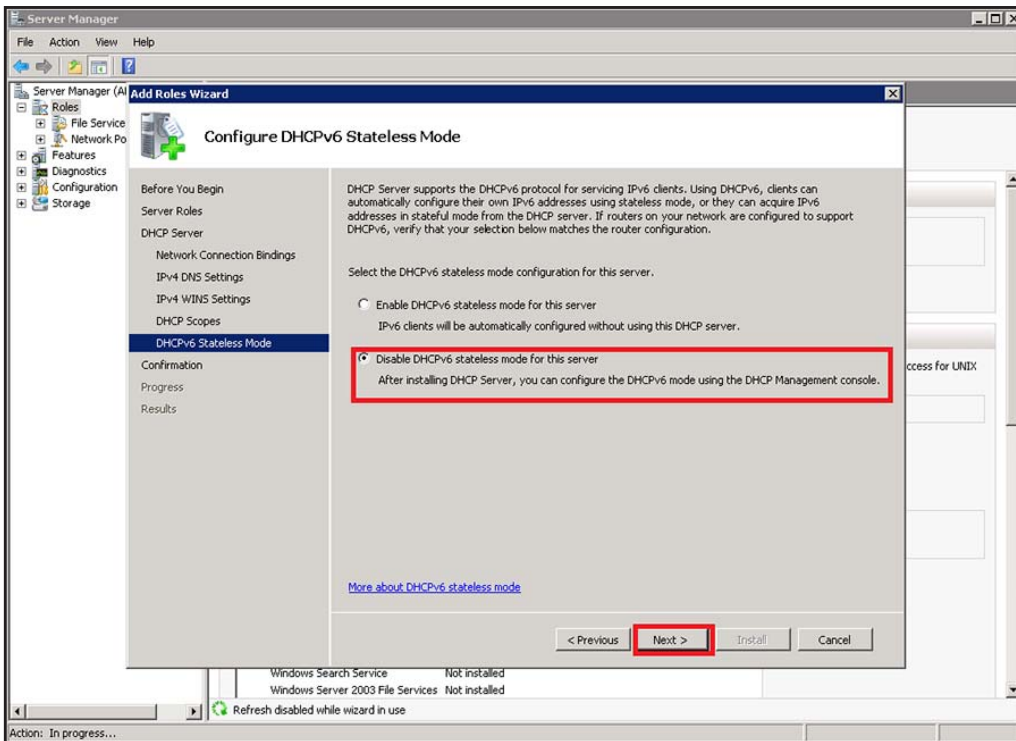 Server Manager
File Action View Help
Server Manager (Al
Roles
File Service
Network Po
Features
Diagnostics
Configuration
Storage
Add Roles Wizard
Configure DHCPv6 Stateless Mode
Before You Begin
Server Roles
DHCP Server
Network Connection Bindings
IPv4 DNS Settings
IPv4 WINS Settings
DHCP Scopes
DHCPv6 Stateless Mode
Confirmation
Progress
Results
DHCP Server supports the DHCPv6 protocol for servicing IPv6 clients. Using DHCPv6, clients can
automatically configure their own IPv6 addresses using stateless mode, or they can acquire IPv6
addresses in stateful mode from the DHCP server. If routers on your network are configured to support
DHCPv6, verify that your selection below matches the router configuration.
Select the DHCPv6 stateless mode configuration for this server.
Enable DHCPv6 stateless mode for this server
IPv6 clients will be automatically configured without using this DHCP server.
Disable DHCPv6 stateless mode for this server
After installing DHCP Server, you can configure the DHCPv6 mode using the DHCP Management console.
More about DHCPv6 stateless mode
< Previous Next > Install Cancel
ccess for UNIX
Windows Search Service Not installed
Windows Server 2003 File Services Not installed
Refresh disabled while wizard in use
Action: In progress...